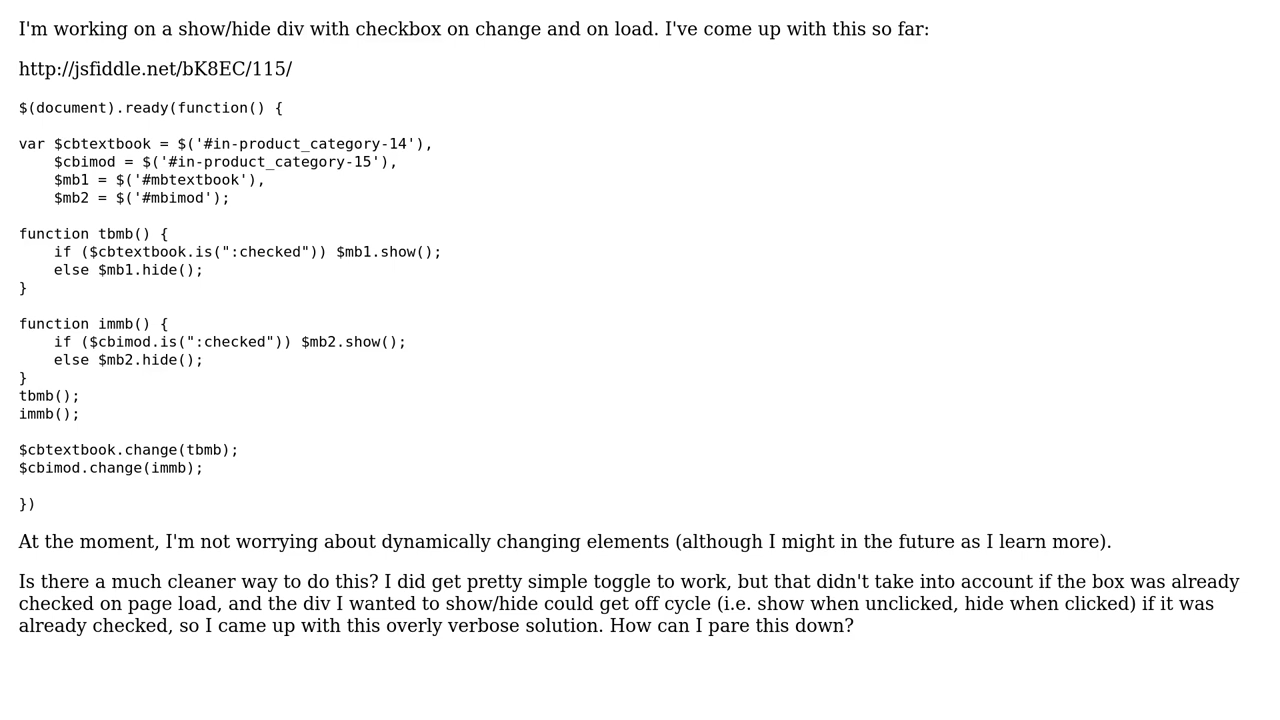 I'm working on a show/hide div with checkbox on change and on load. I've come up with this so far:
http://jsfiddle.net/bK8EC/115/
$(document).ready(function() {
var $cbtextbook = $('#in-product_category-14'),
    $cbimod = $('#in-product_category-15'),
    $mb1 = $('#mbtextbook'),
    $mb2 = $('#mbimod');
function tbmb() {
    if ($cbtextbook.is(":checked")) $mb1.show();
    else $mb1.hide();
}
function immb() {
    if ($cbimod.is(":checked")) $mb2.show();
    else $mb2.hide();
}
tbmb();
immb();
$cbtextbook.change(tbmb);
$cbimod.change(immb);
})
At the moment, I'm not worrying about dynamically changing elements (although I might in the future as I learn more).
Is there a much cleaner way to do this? I did get pretty simple toggle to work, but that didn't take into account if the box was already
checked on page load, and the div I wanted to show/hide could get off cycle (i.e. show when unclicked, hide when clicked) if it was
already checked, so I came up with this overly verbose solution. How can I pare this down?